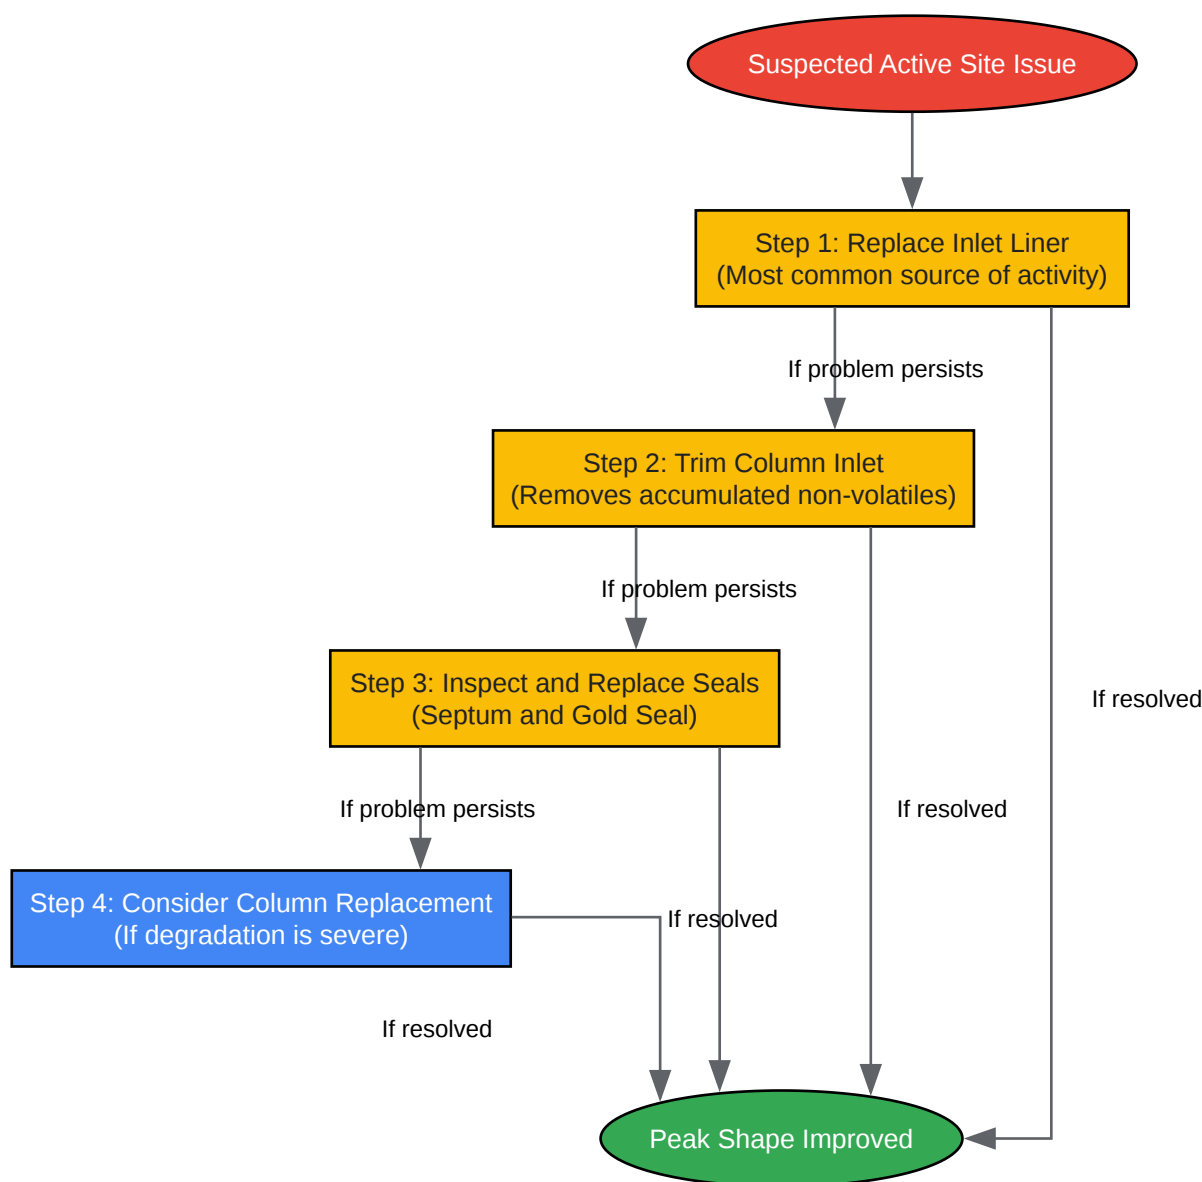 Suspected Active Site Issue
Step 1: Replace Inlet Liner
(Most common source of activity)
If problem persists
Step 2: Trim Column Inlet
(Removes accumulated non-volatiles)
If problem persists
Step 3: Inspect and Replace Seals
(Septum and Gold Seal)
If resolved
If problem persists
If resolved
Step 4: Consider Column Replacement
(If degradation is severe)
If resolved
If resolved
Peak Shape Improved